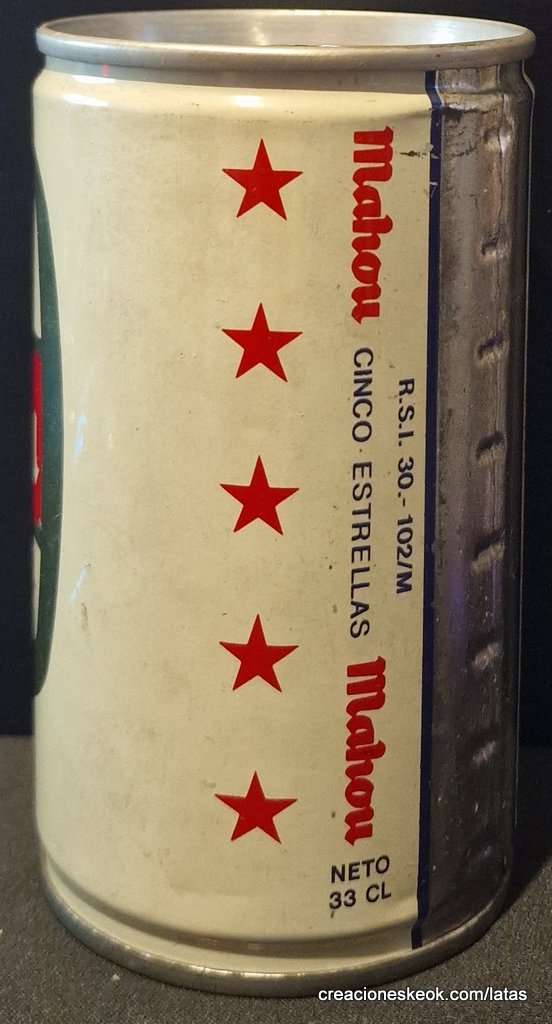 Mahou CINCO·ESTRELLAS Mahou
R.S.I. 30.- 102/M
NETO
33 CL
creacioneskeok.com/latas